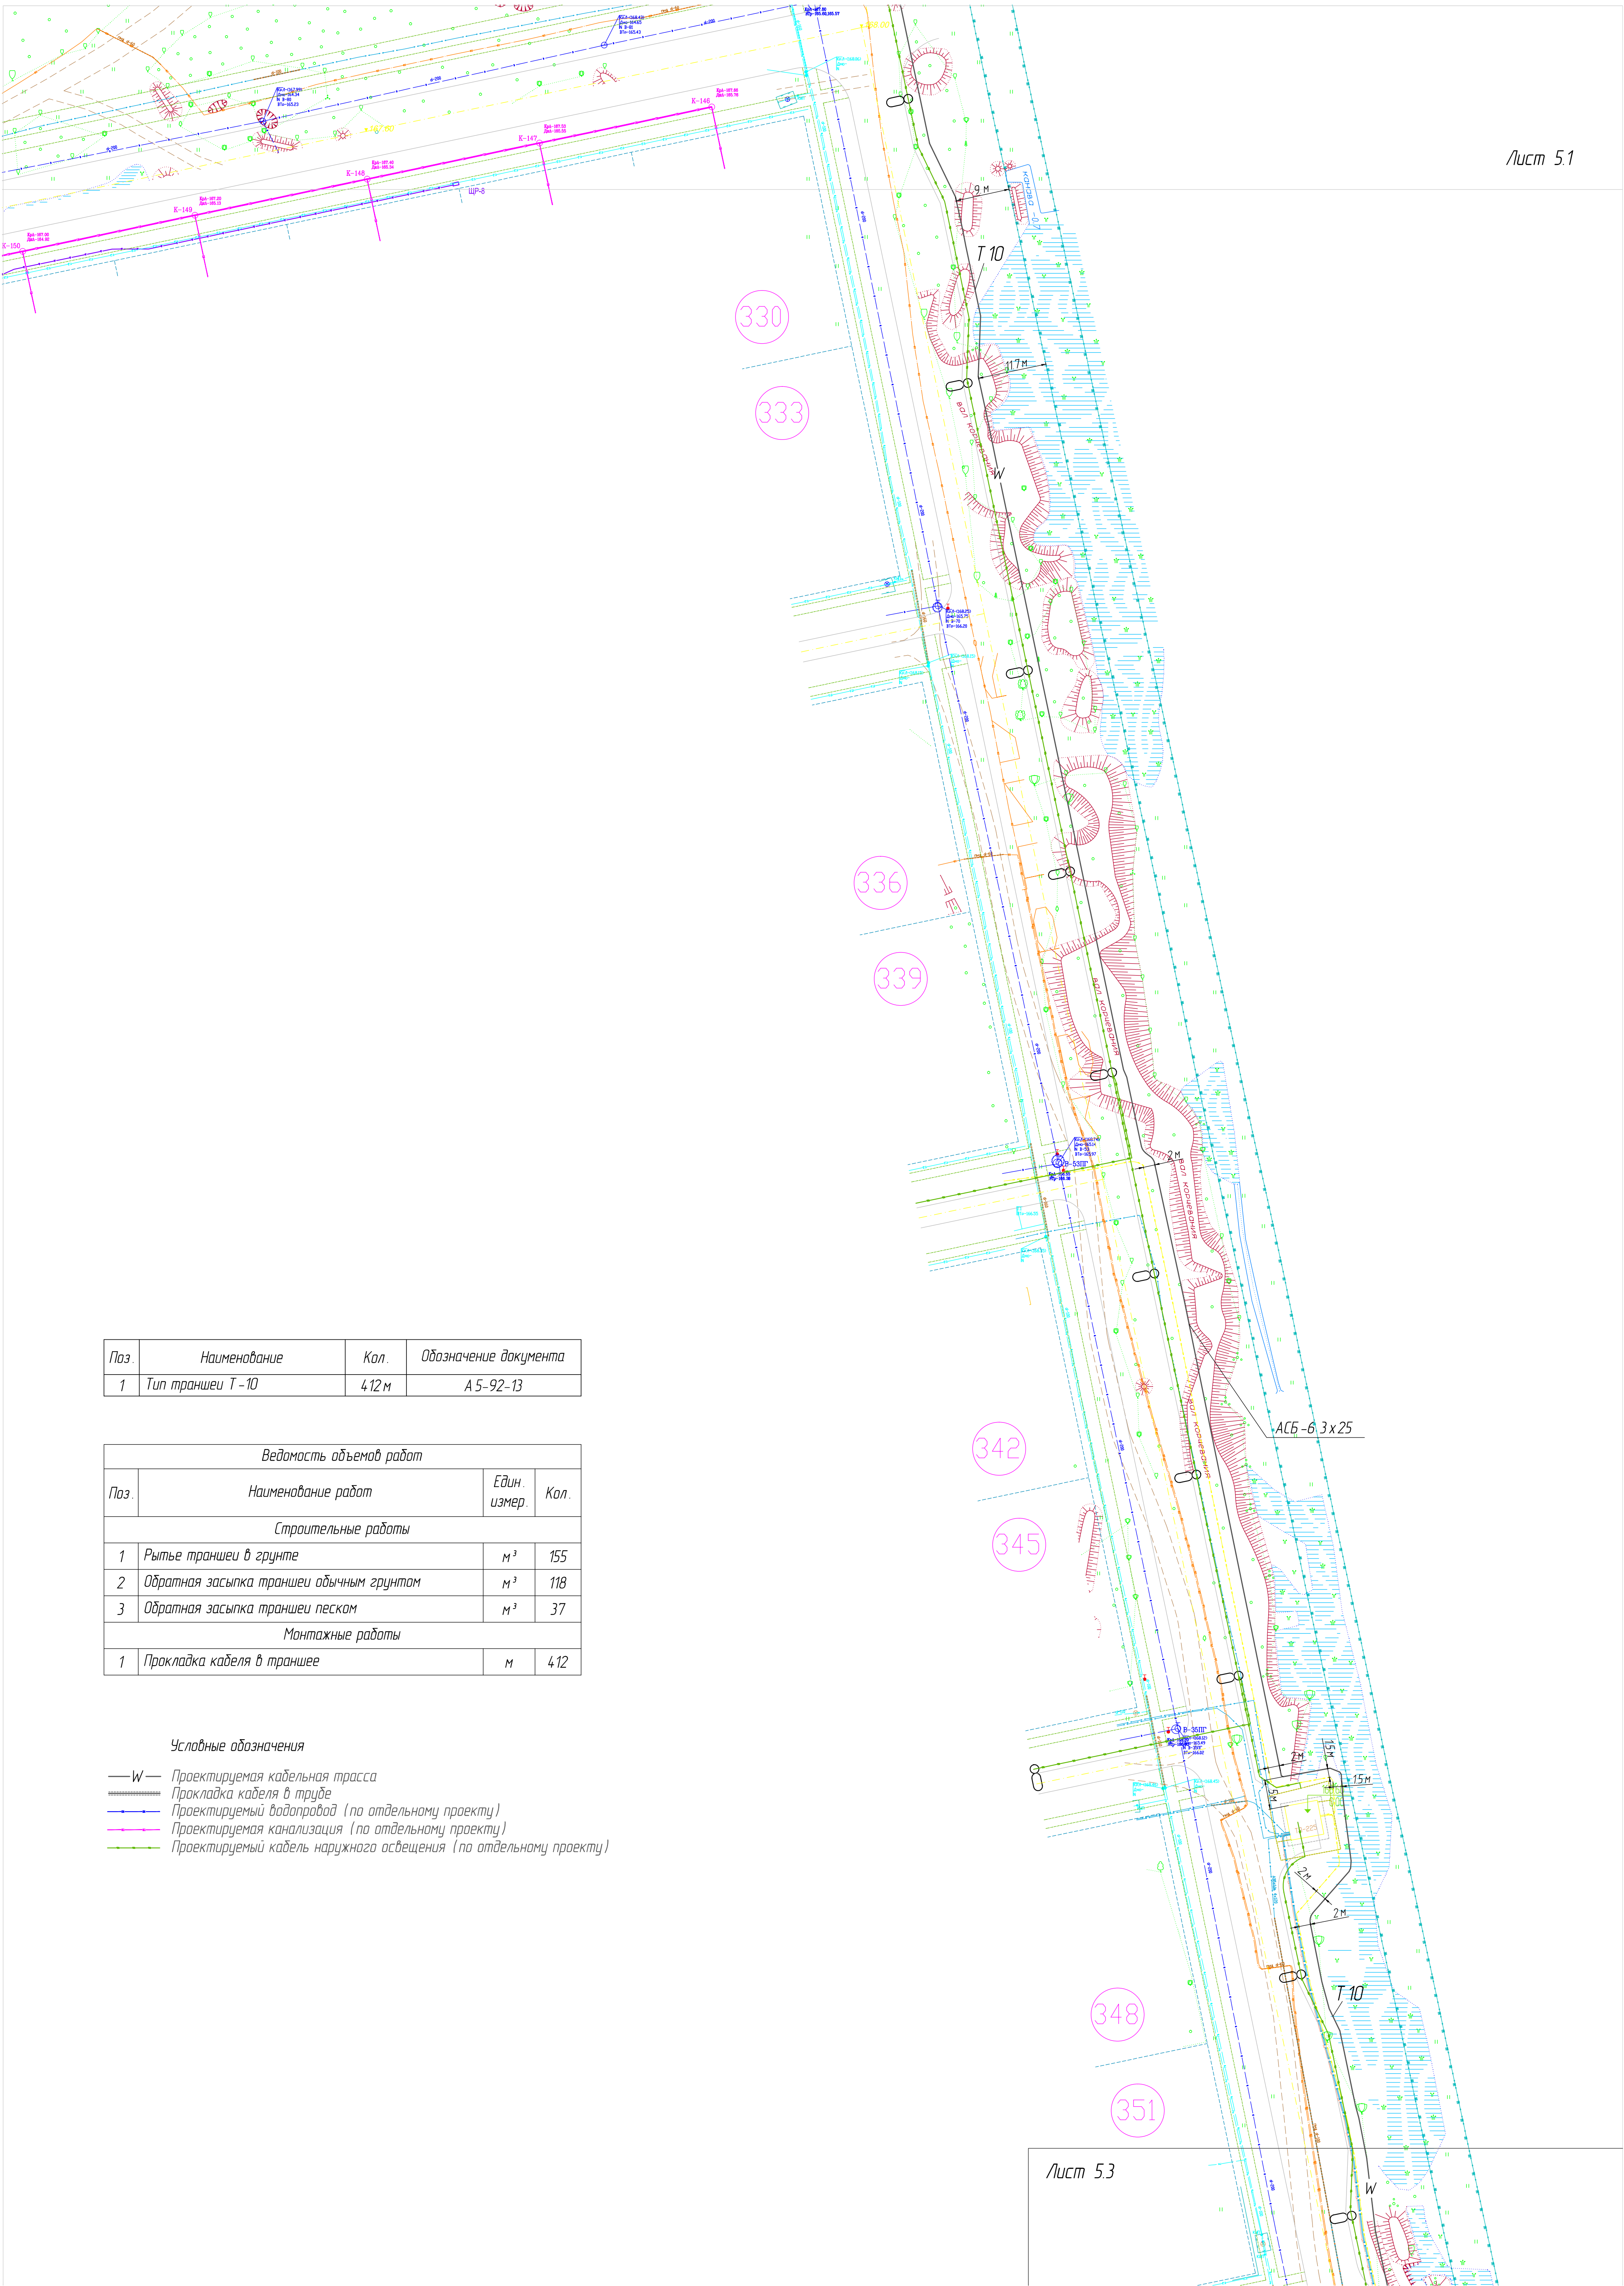 Лист 5.1
К-146
К-147
К-148
К-149
К-150
ЩР-8
канава
9 м
Т 10
330
11.7 м
333
вал корчевания
W
336
339
вал корчевания
В-53ПГ
2 м
вал корчевания
АСБ-6 3х25
вал корчевания
342
345
В-35ПГ
2 м
1.5 м
1.5 м
5 м
2 м
2 м
Т 10
348
351
Лист 5.3
W
Поз. Наименование Кол. Обозначение документа
1 Тип траншеи Т-10 412 м А5-92-13
Ведомость объемов работ
Поз. Наименование работ Един. измер. Кол.
Строительные работы
1 Рытье траншеи в грунте м³ 155
2 Обратная засыпка траншеи обычным грунтом м³ 118
3 Обратная засыпка траншеи песком м³ 37
Монтажные работы
1 Прокладка кабеля в траншее м 412
Условные обозначения
W Проектируемая кабельная трасса
Прокладка кабеля в трубе
Проектируемый водопровод (по отдельному проекту)
Проектируемая канализация (по отдельному проекту)
Проектируемый кабель наружного освещения (по отдельному проекту)